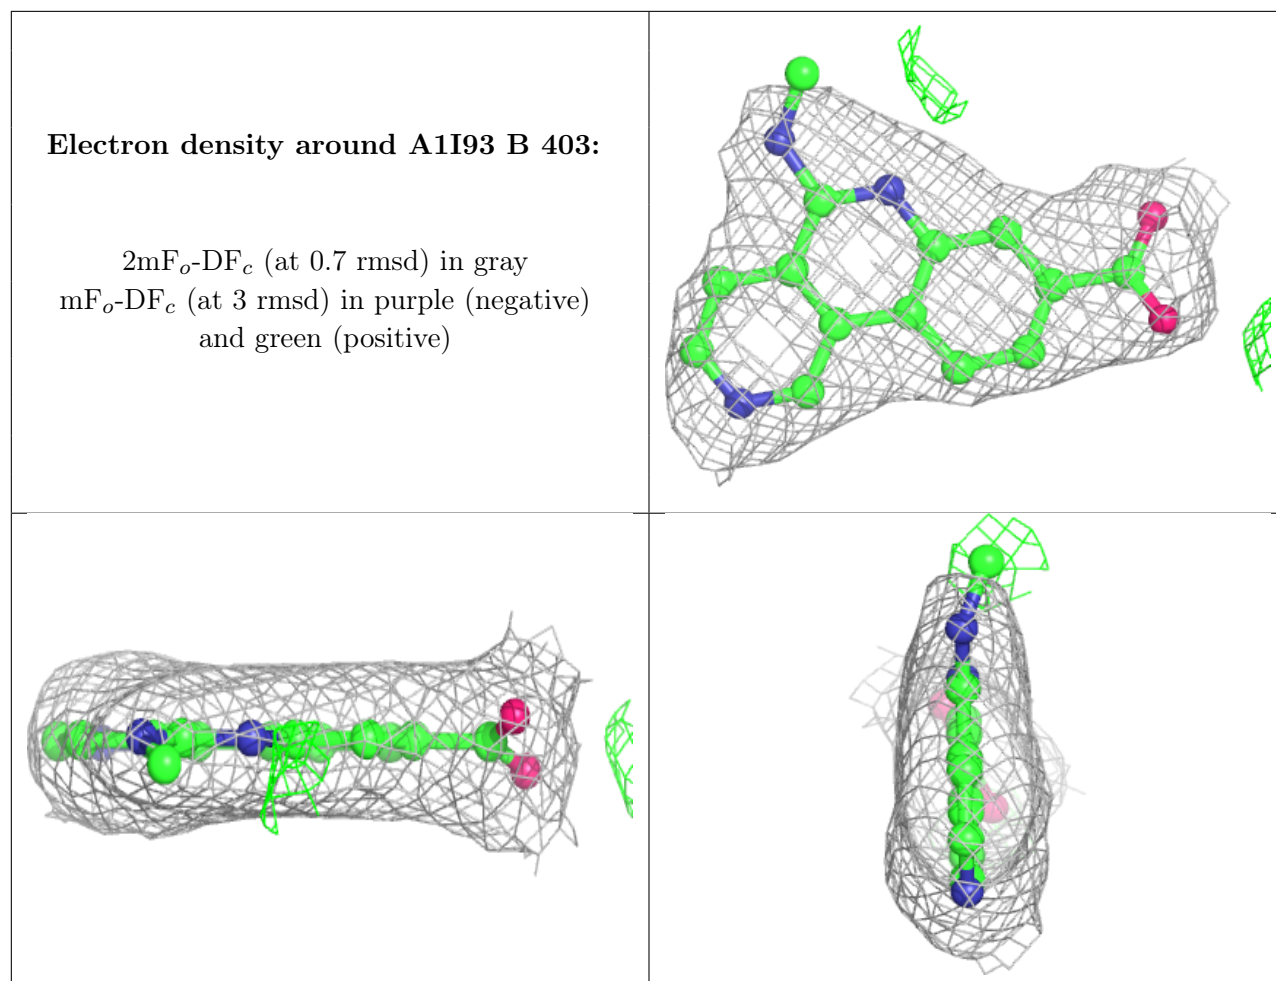 Electron density around A1I93 B 403:
2mFo-DFc (at 0.7 rmsd) in gray
mFo-DFc (at 3 rmsd) in purple (negative)
and green (positive)